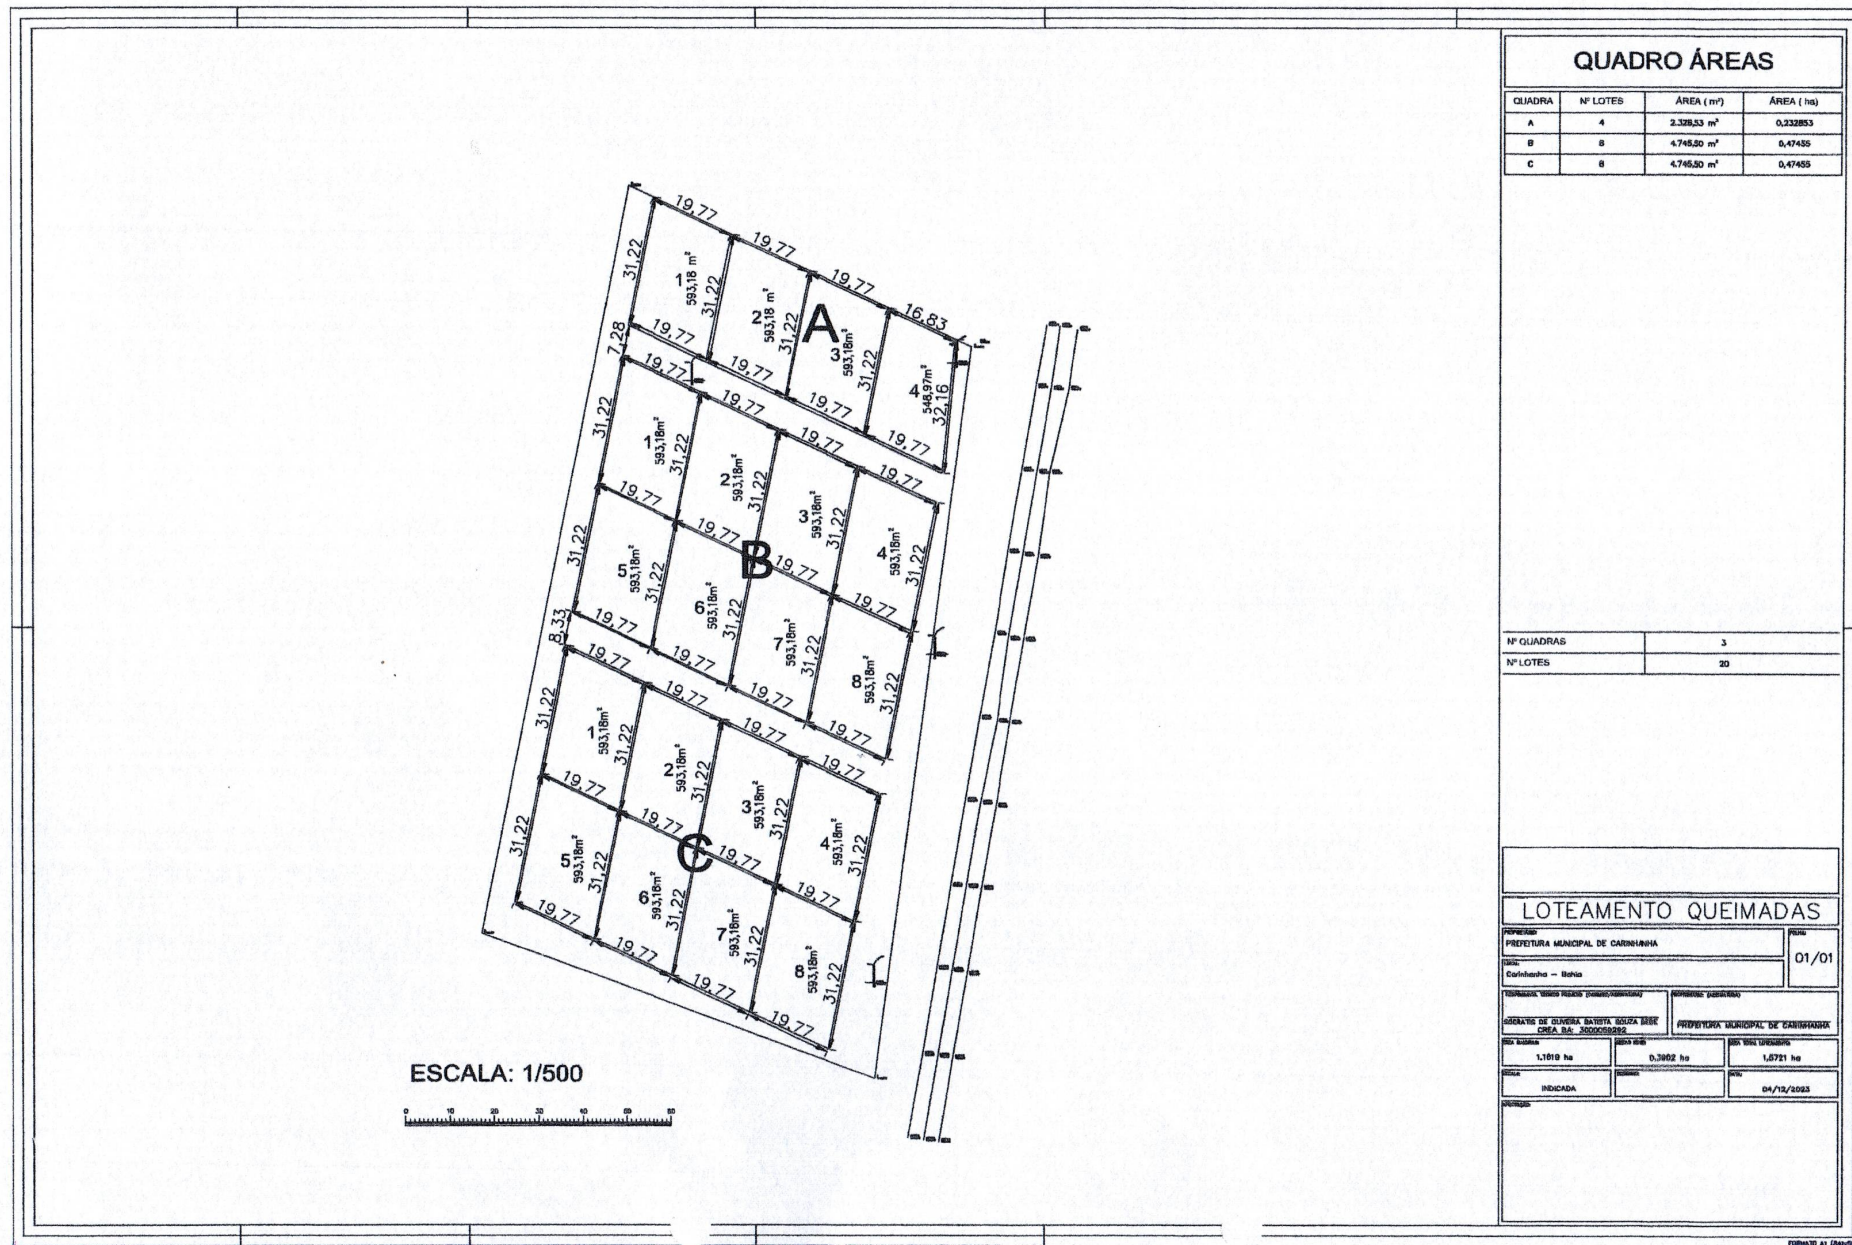 QUADRO ÁREAS
QUADRA Nº LOTES ÁREA ( m²) ÁREA ( ha)
A 4 2.328,53 m² 0,232853
B 8 4.745,50 m² 0,47455
C 8 4.745,50 m² 0,47455
19,77
19,77
19,77
16,83
31,22
1
593,18 m²
31,22
2
593,18 m²
31,22
A
3
593,18m²
31,22
4
548,97m²
32,16
19,77
19,77
19,77
19,77
7,28
19,77
19,77
19,77
19,77
31,22
1
593,18m²
31,22
2
593,18m²
31,22
3
593,18m²
31,22
4
593,18m²
31,22
19,77
19,77
19,77
19,77
B
31,22
5
593,18m²
31,22
6
593,18m²
31,22
7
593,18m²
31,22
8
593,18m²
31,22
19,77
19,77
19,77
19,77
8,33
19,77
19,77
19,77
19,77
31,22
1
593,18m²
31,22
2
593,18m²
31,22
3
593,18m²
31,22
4
593,18m²
31,22
19,77
19,77
19,77
19,77
C
31,22
5
593,18m²
31,22
6
593,18m²
31,22
7
593,18m²
31,22
8
593,18m²
31,22
19,77
19,77
19,77
19,77
ESCALA: 1/500
0 10 20 30 40 50 60
Nº QUADRAS 3
Nº LOTES 20
LOTEAMENTO QUEIMADAS
PREFEITURA MUNICIPAL DE CARINHANHA
01/01
Carinhanha – Bahia
SOCRATIS DE OLIVEIRA BATISTA SOUZA
CREA BA: 3000059292
PREFEITURA MUNICIPAL DE CARINHANHA
1,1819 ha 0,3902 ha 1,5721 ha
INDICADA
04/12/2023